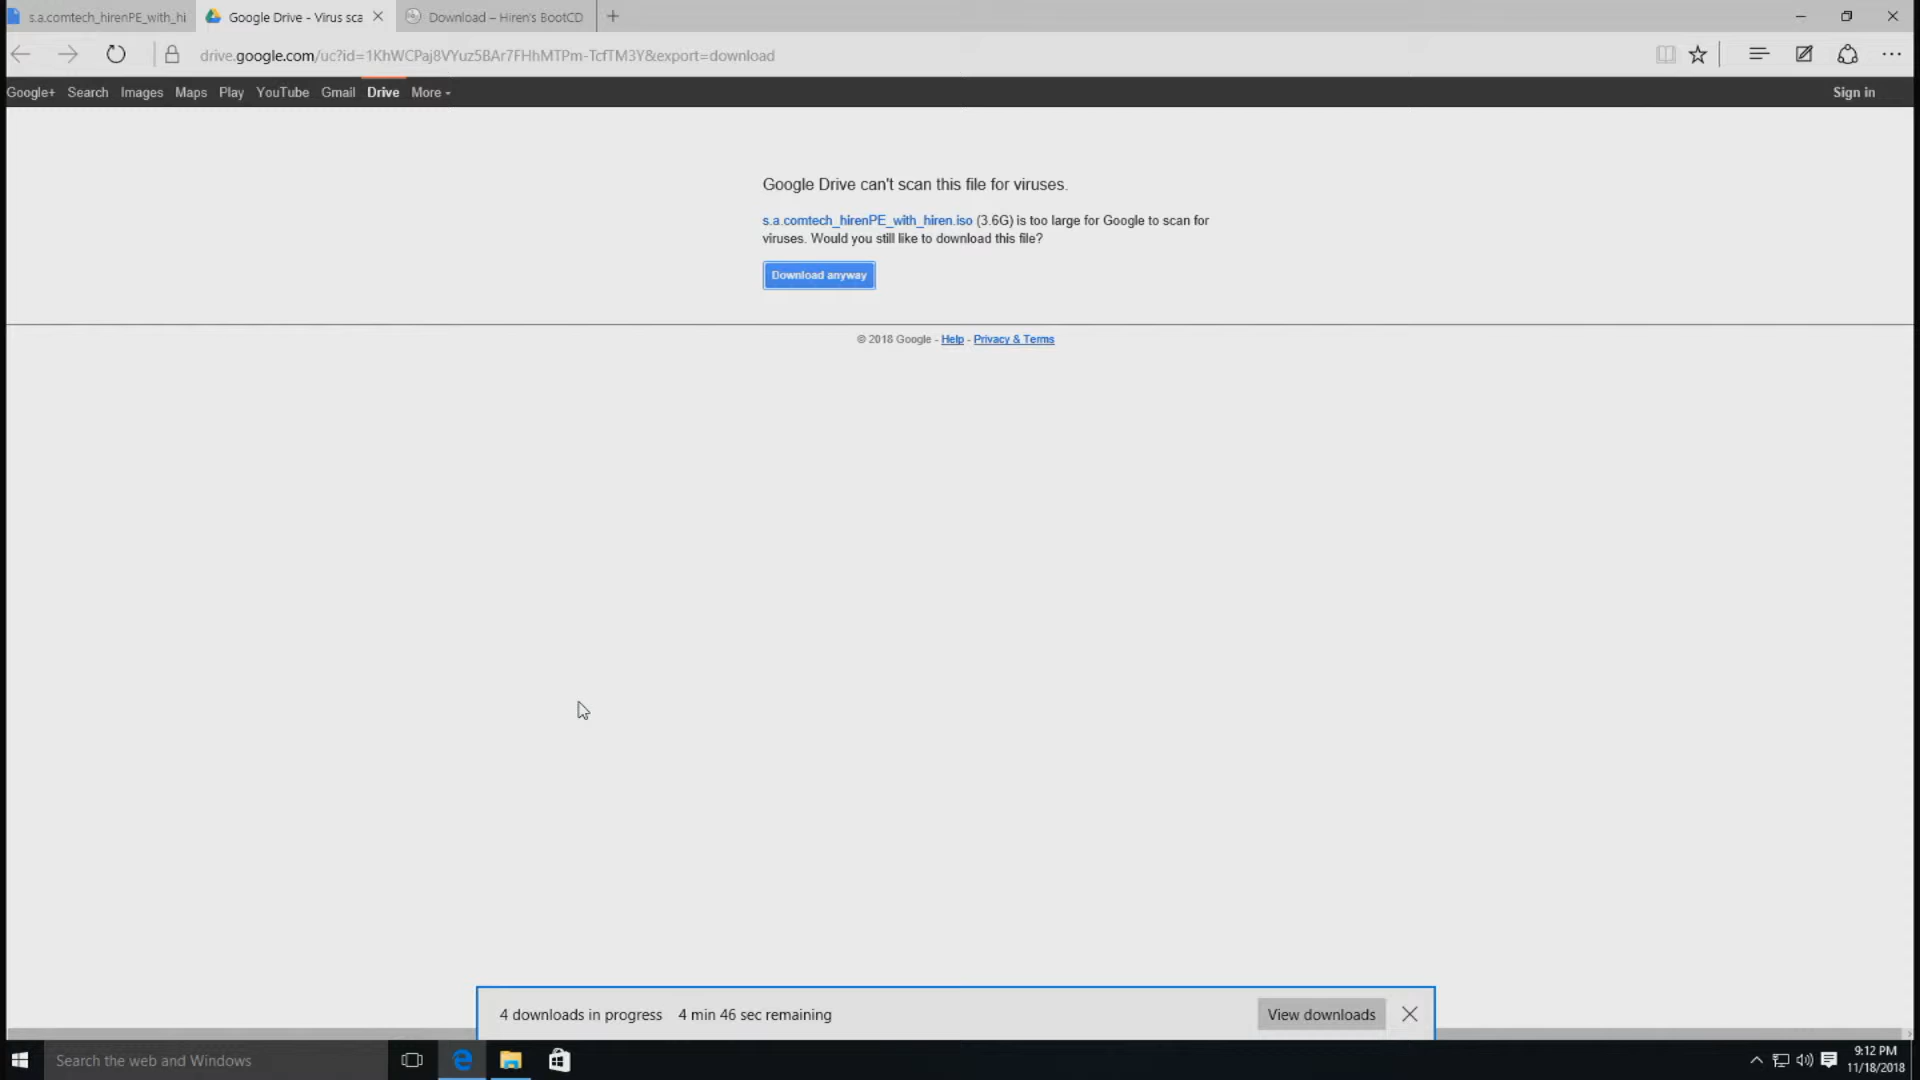 s.a.comtech_hirenPE_with_hi
Google Drive - Virus sca
Download – Hiren's BootCD
drive.google.com/uc?id=1KhWCPaj8VYuz5BAr7FHhMTPm-TcfTM3Y&export=download
Google+ Search Images Maps Play YouTube Gmail Drive More
Sign in
Google Drive can't scan this file for viruses.
s.a.comtech_hirenPE_with_hiren.iso (3.6G) is too large for Google to scan for
viruses. Would you still like to download this file?
Download anyway
© 2018 Google - Help - Privacy & Terms
4 downloads in progress 4 min 46 sec remaining
View downloads
Search the web and Windows
9:12 PM
11/18/2018